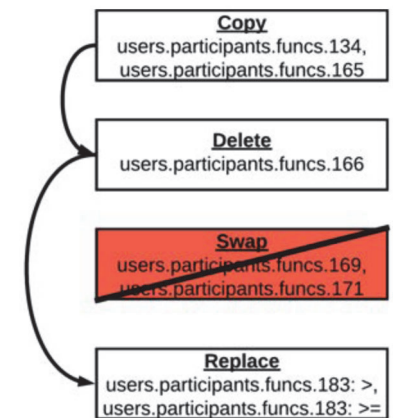 Copy
users.participants.funcs.134,
users.participants.funcs.165
Delete
users.participants.funcs.166
Swap
users.participants.funcs.169,
users.participants.funcs.171
Replace
users.participants.funcs.183: >,
users.participants.funcs.183: >=